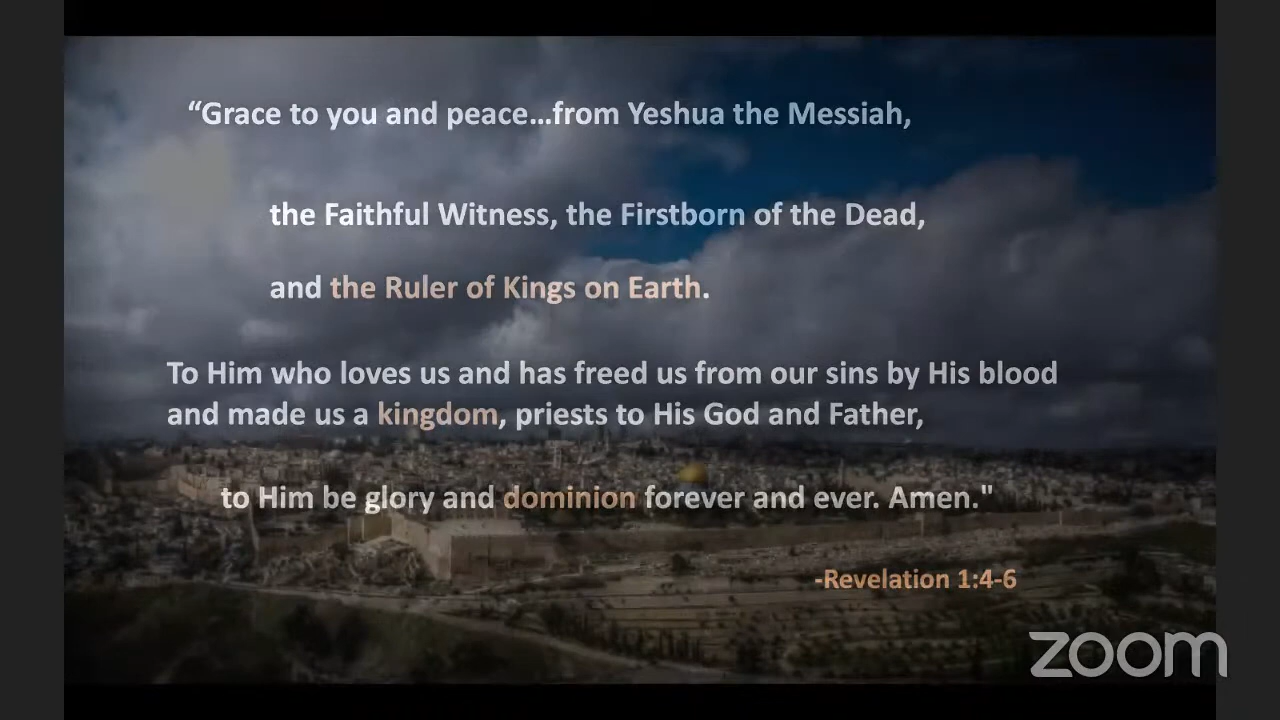 “Grace to you and peace...from Yeshua the Messiah,
the Faithful Witness, the Firstborn of the Dead,
and the Ruler of Kings on Earth.
To Him who loves us and has freed us from our sins by His blood
and made us a kingdom, priests to His God and Father,
to Him be glory and dominion forever and ever. Amen."
-Revelation 1:4-6
zoom